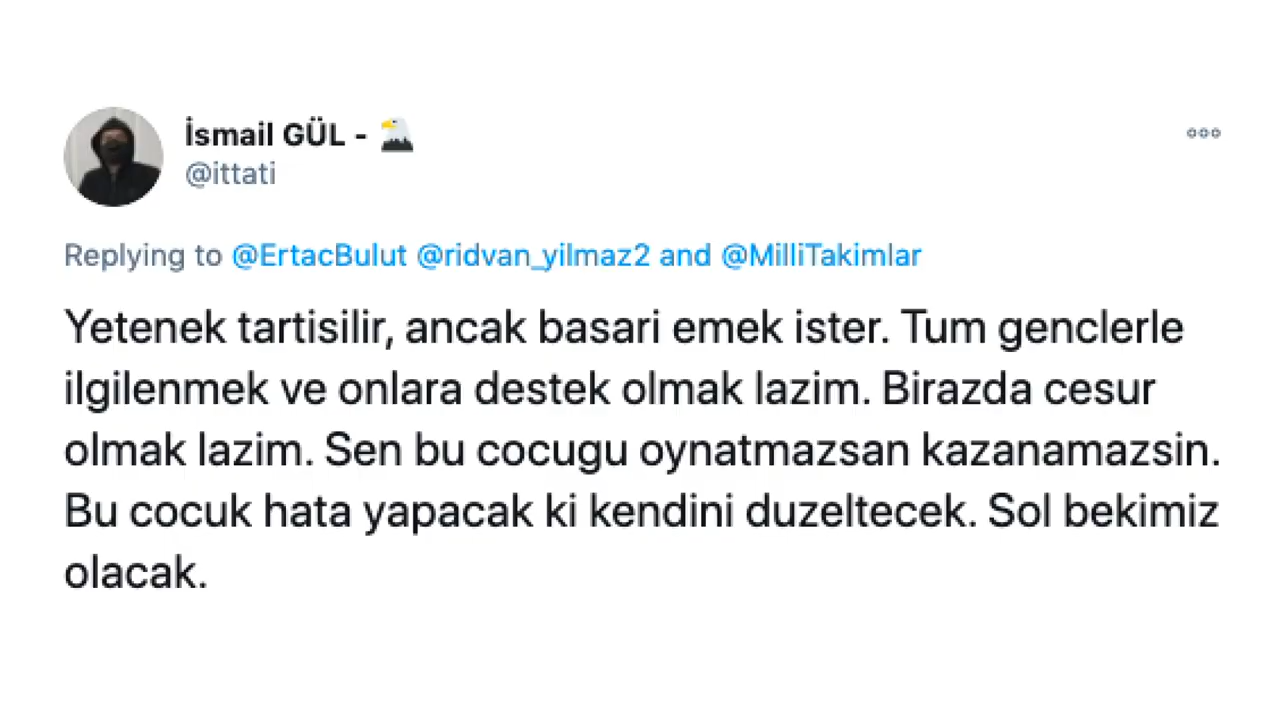 İsmail GÜL - 🦅
@ittati
Replying to @ErtacBulut @ridvan_yilmaz2 and @MilliTakimlar
Yetenek tartisilir, ancak basari emek ister. Tum genclerle
ilgilenmek ve onlara destek olmak lazim. Birazda cesur
olmak lazim. Sen bu cocugu oynatmazsan kazanamazsin.
Bu cocuk hata yapacak ki kendini duzeltecek. Sol bekimiz
olacak.